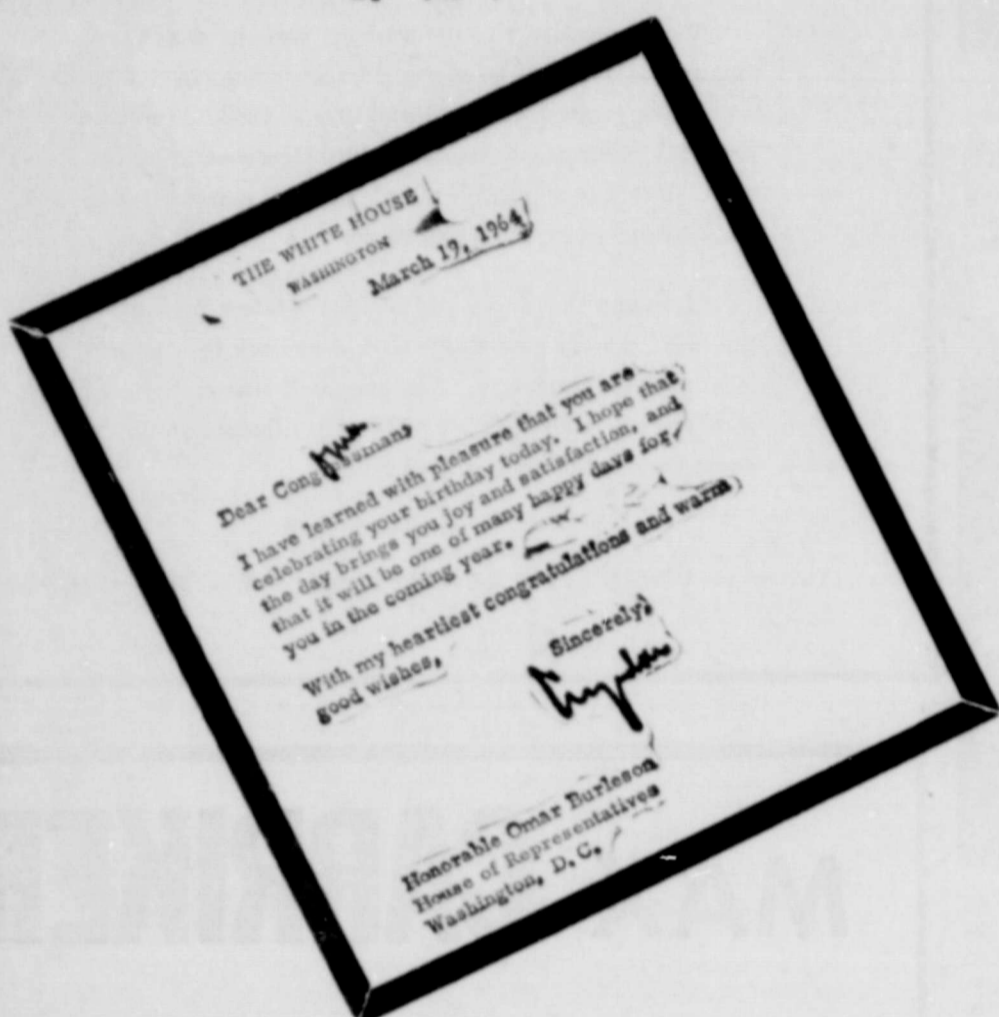 THE WHITE HOUSE
WASHINGTON
March 19, 1964
Dear Congressman:
I have learned with pleasure that you are
celebrating your birthday today. I hope that
the day brings you joy and satisfaction, and
that it will be one of many happy days for
you in the coming year.
With my heartiest congratulations and warm
good wishes,
Sincerely,
Honorable Omar Burleson
House of Representatives
Washington, D. C.